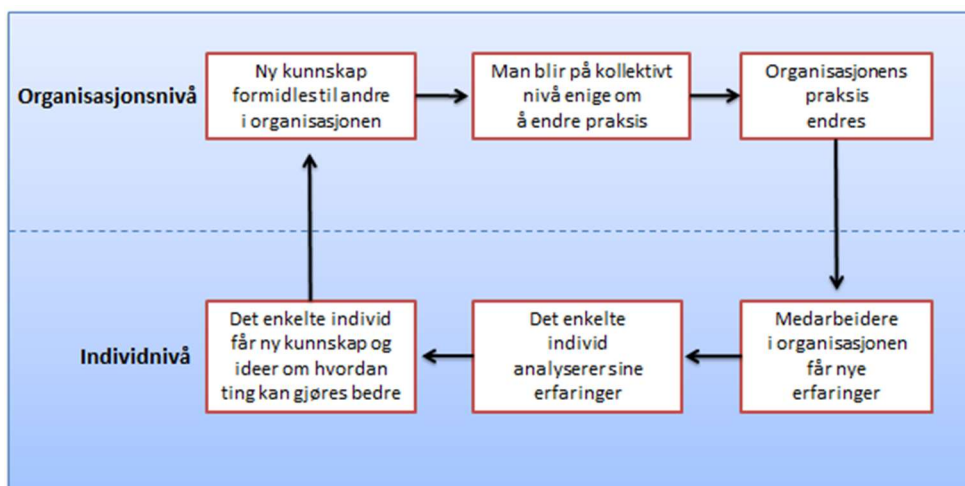 Organisasjonsnivå
Ny kunnskap
formidles til andre
i organisasjonen
Man blir på kollektivt
nivå enige om
å endre praksis
Organisasjonens
praksis
endres
Individnivå
Det enkelte individ
får ny kunnskap og
ideer om hvordan
ting kan gjøres bedre
Det enkelte
individ
analyserer sine
erfaringer
Medarbeidere
i organisasjonen
får nye
erfaringer